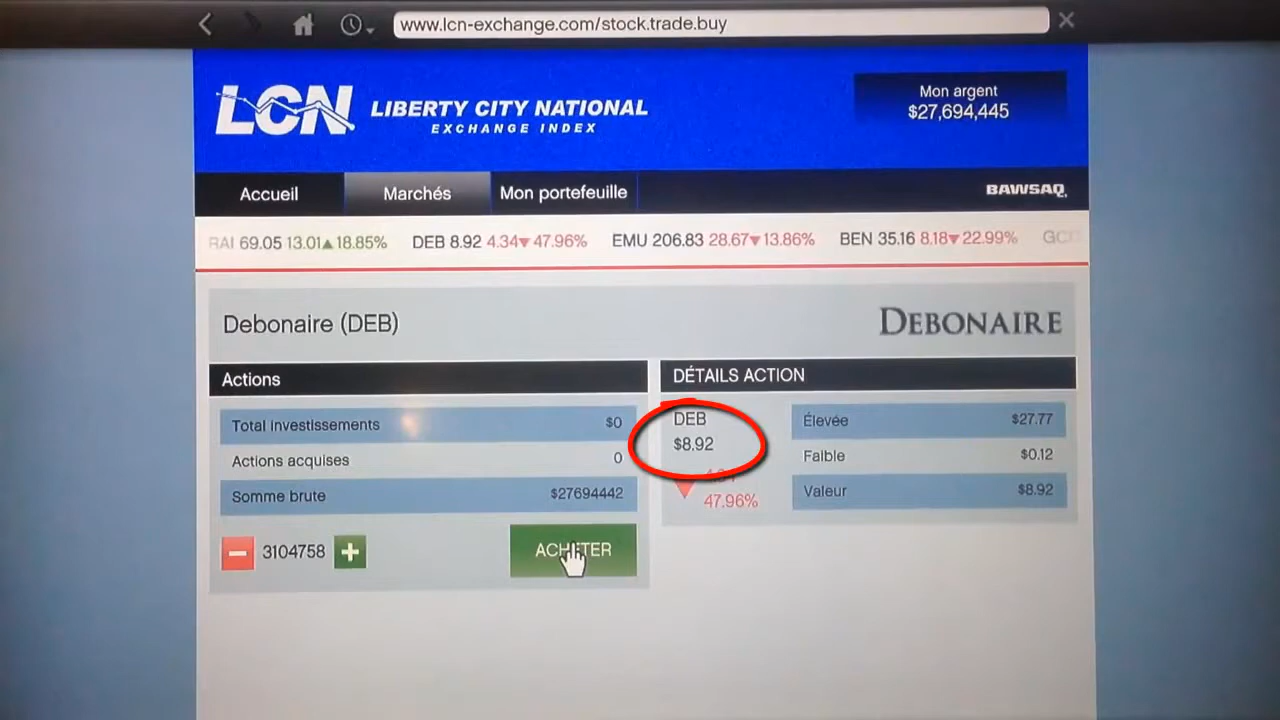 www.lcn-exchange.com/stock.trade.buy
LCN LIBERTY CITY NATIONAL
EXCHANGE INDEX
Mon argent
$27,694,445
Accueil Marchés Mon portefeuille BAWSAQ
RAI 69.05 13.01▲18.85% DEB 8.92 4.34▼47.96% EMU 206.83 28.67▼13.86% BEN 35.16 8.18▼22.99%
Debonaire (DEB) DEBONAIRE
Actions
Total investissements $0
Actions acquises 0
Somme brute $27694442
3104758 ACHETER
DÉTAILS ACTION
DEB
$8.92
47.96%
Élevée $27.77
Faible $0.12
Valeur $8.92